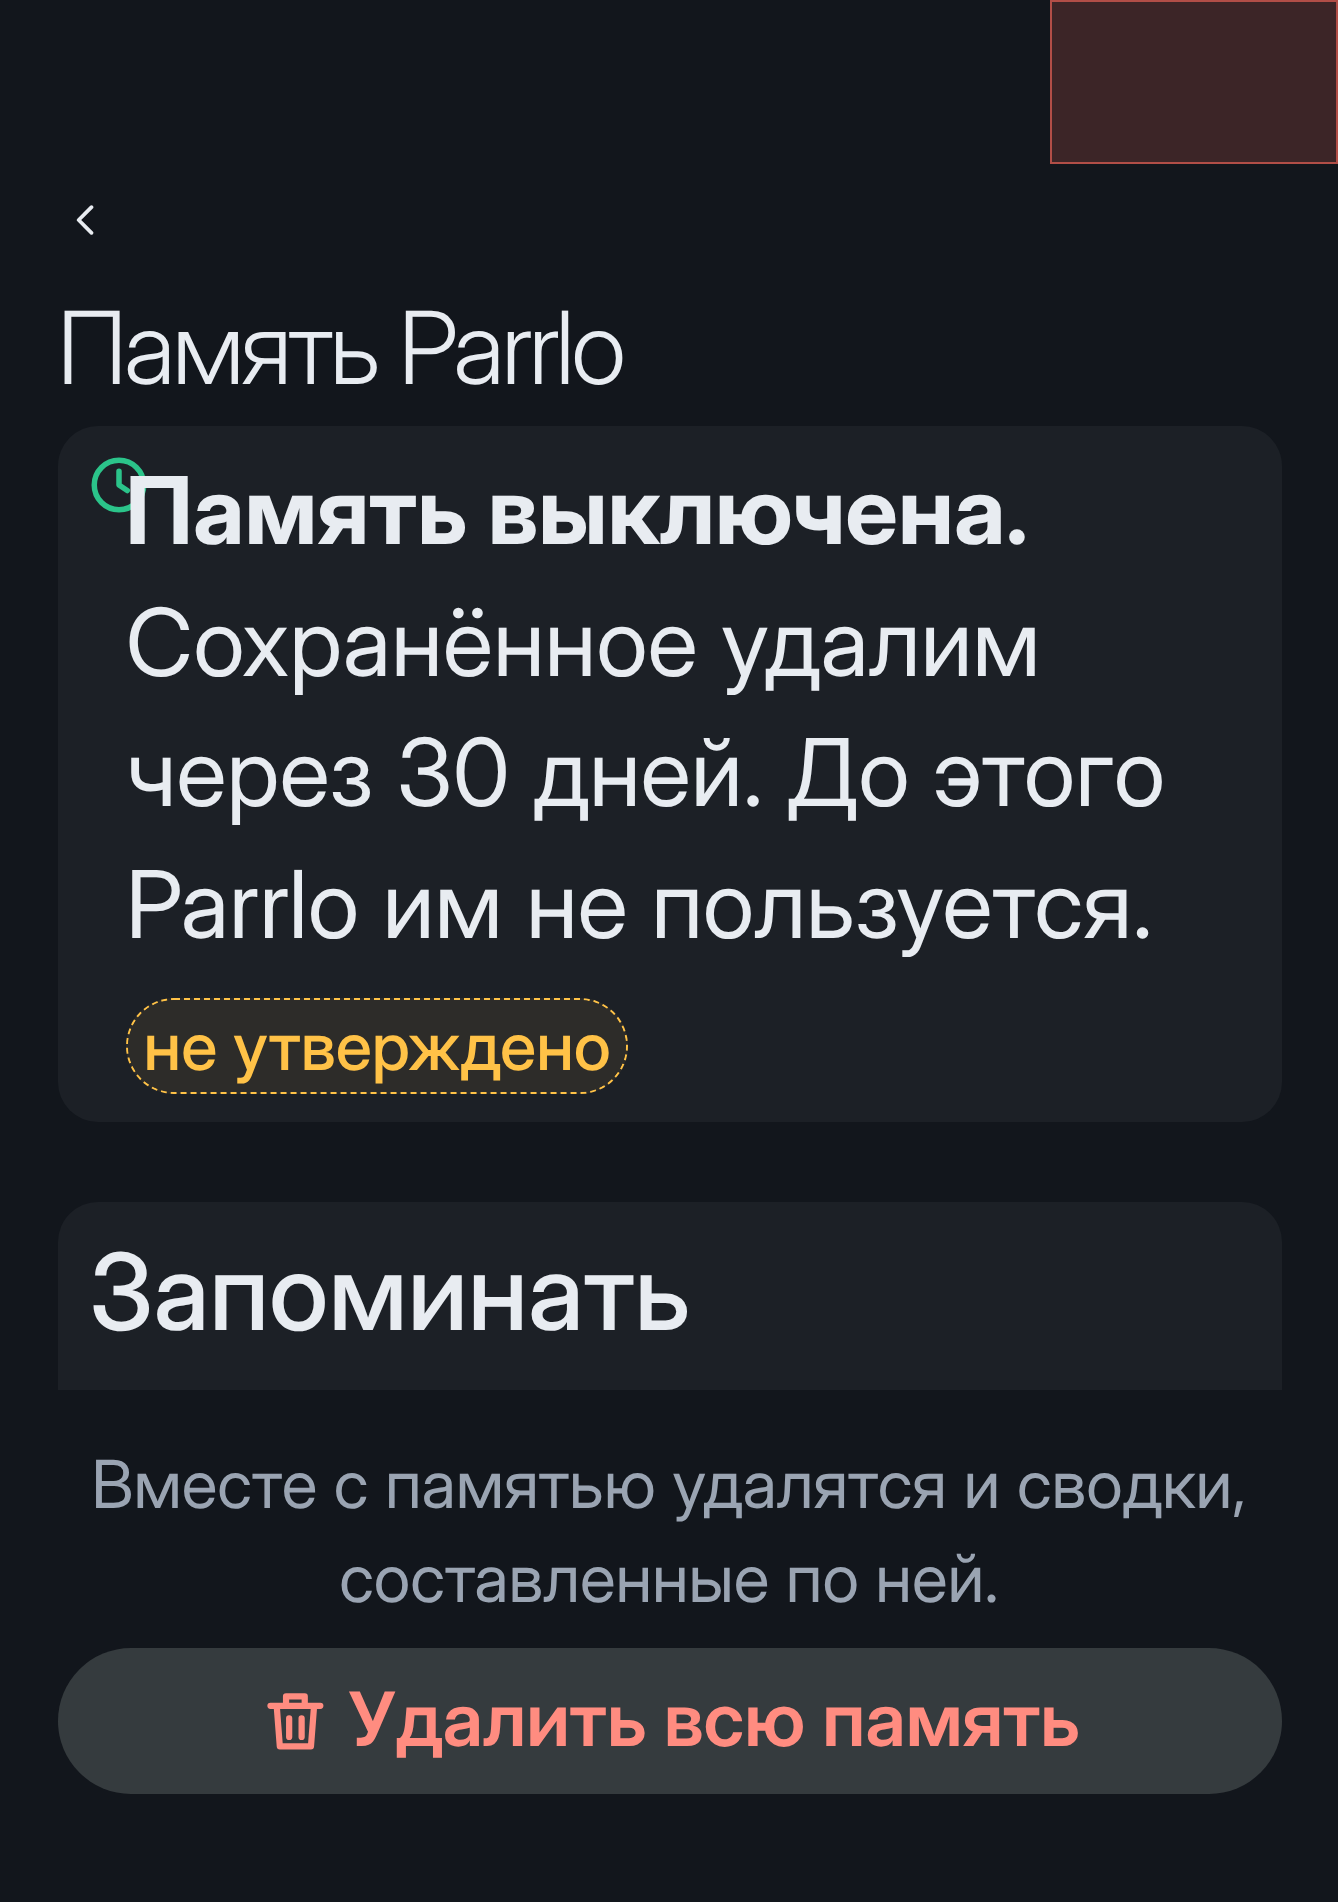 Память Parrlo
Память выключена.
Сохранённое удалим
через 30 дней. До этого
Parrlo им не пользуется.
не утверждено
Запоминать
Вместе с памятью удалятся и сводки,
составленные по ней.
Удалить всю память